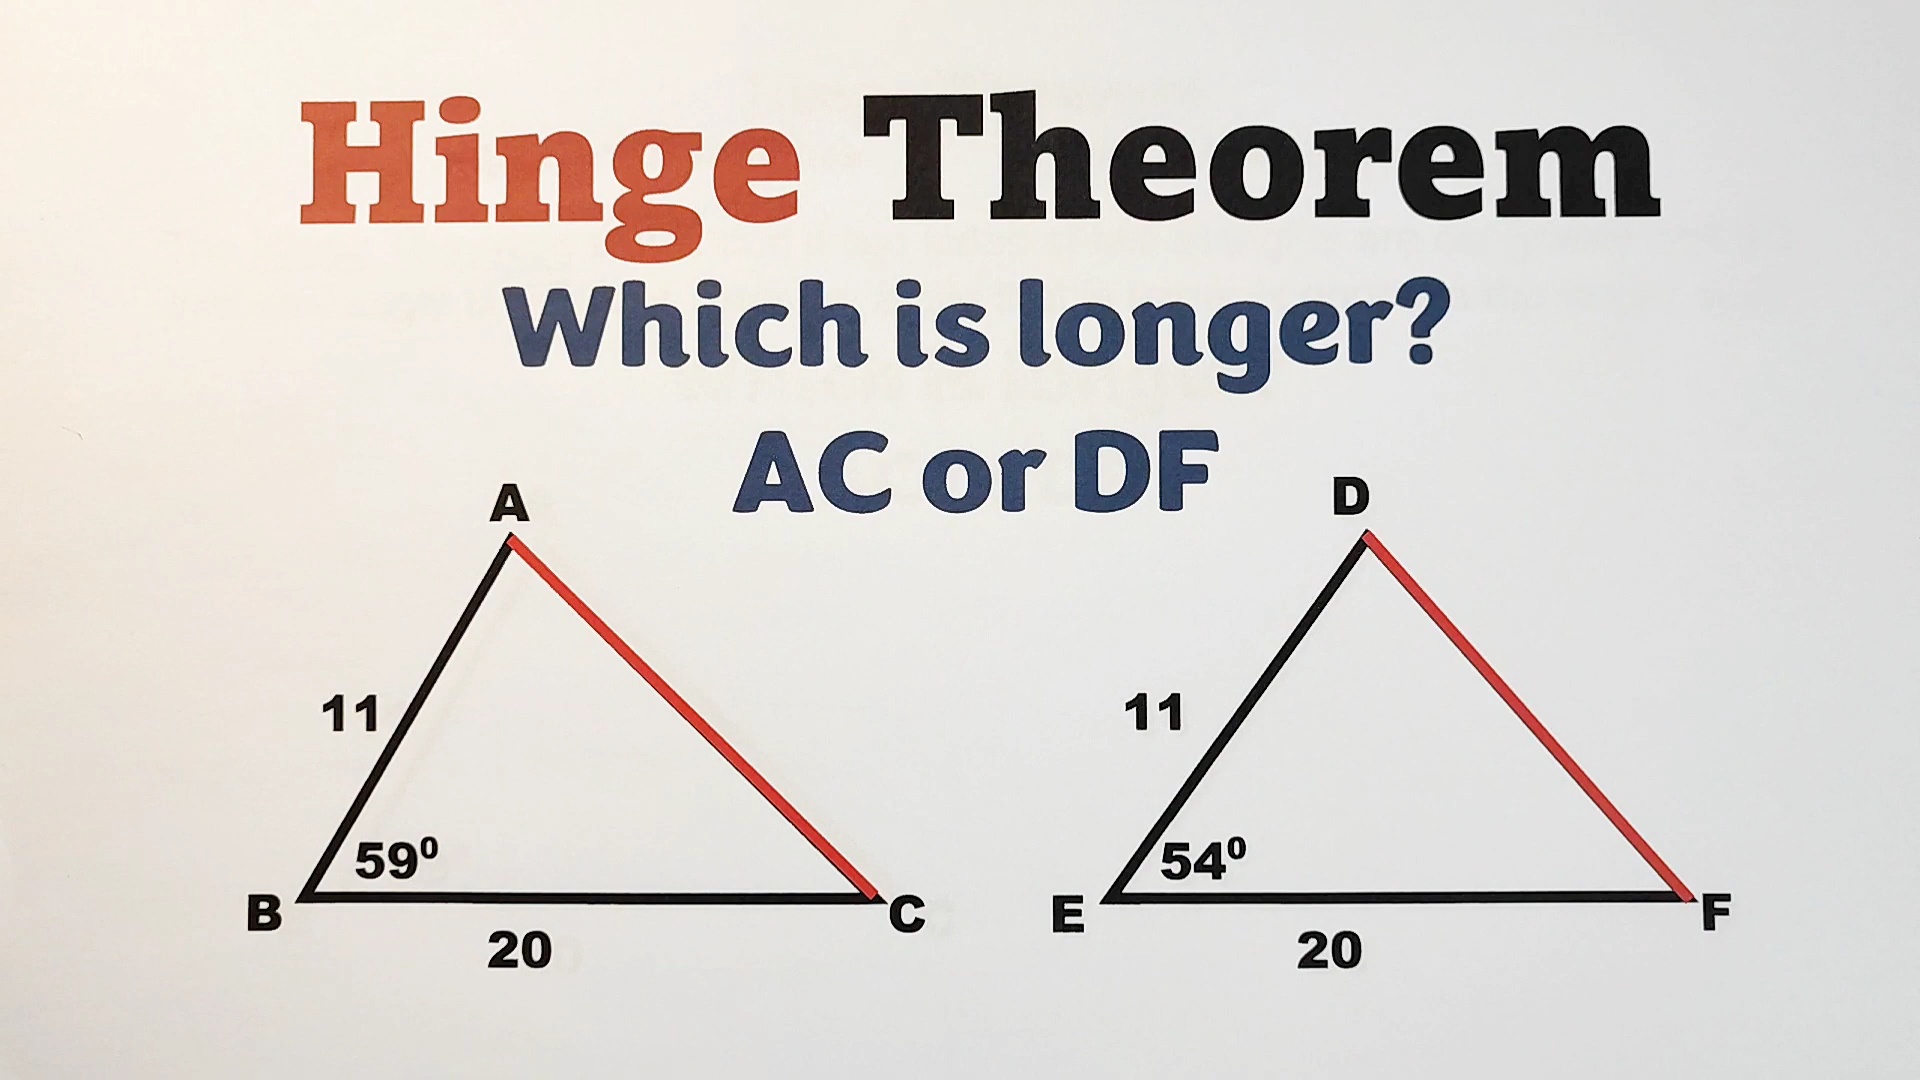 Hinge Theorem
Which is longer?
AC or DF
A
D
11
11
59⁰
54⁰
B
C
E
F
20
20